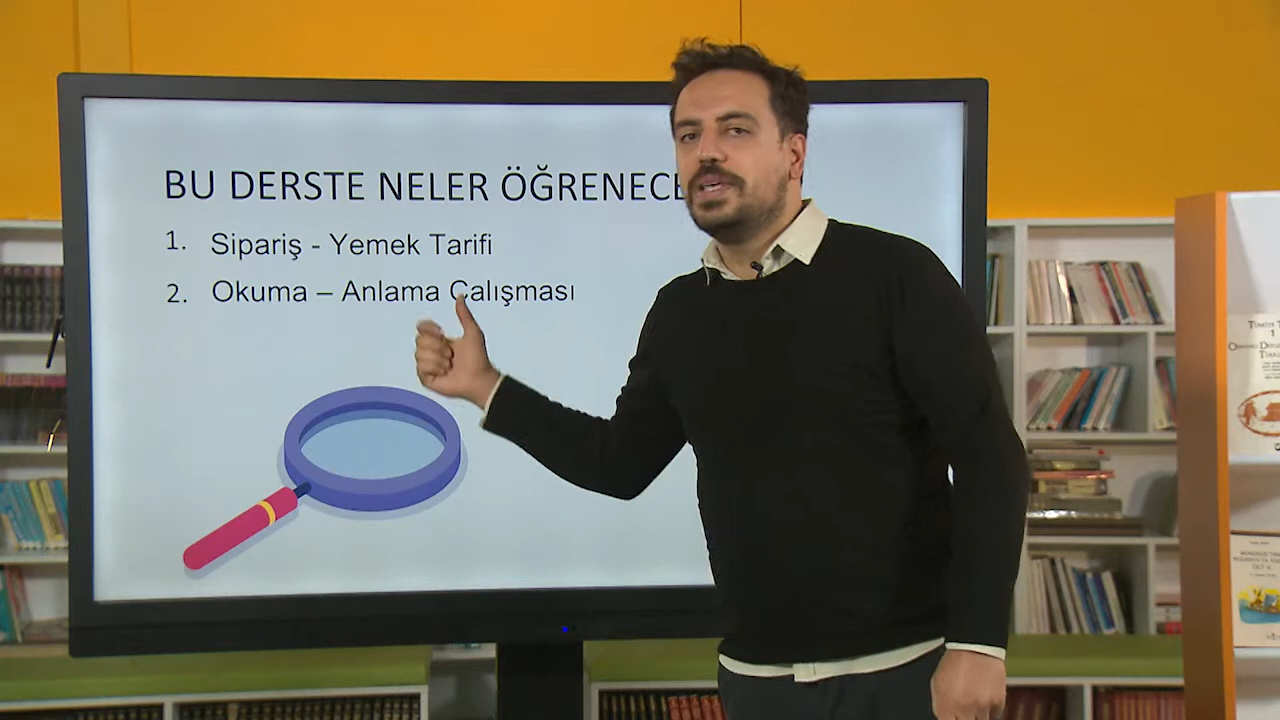 BU DERSTE NELER ÖĞRENECE
1. Sipariş - Yemek Tarifi
2. Okuma – Anlama Çalışması